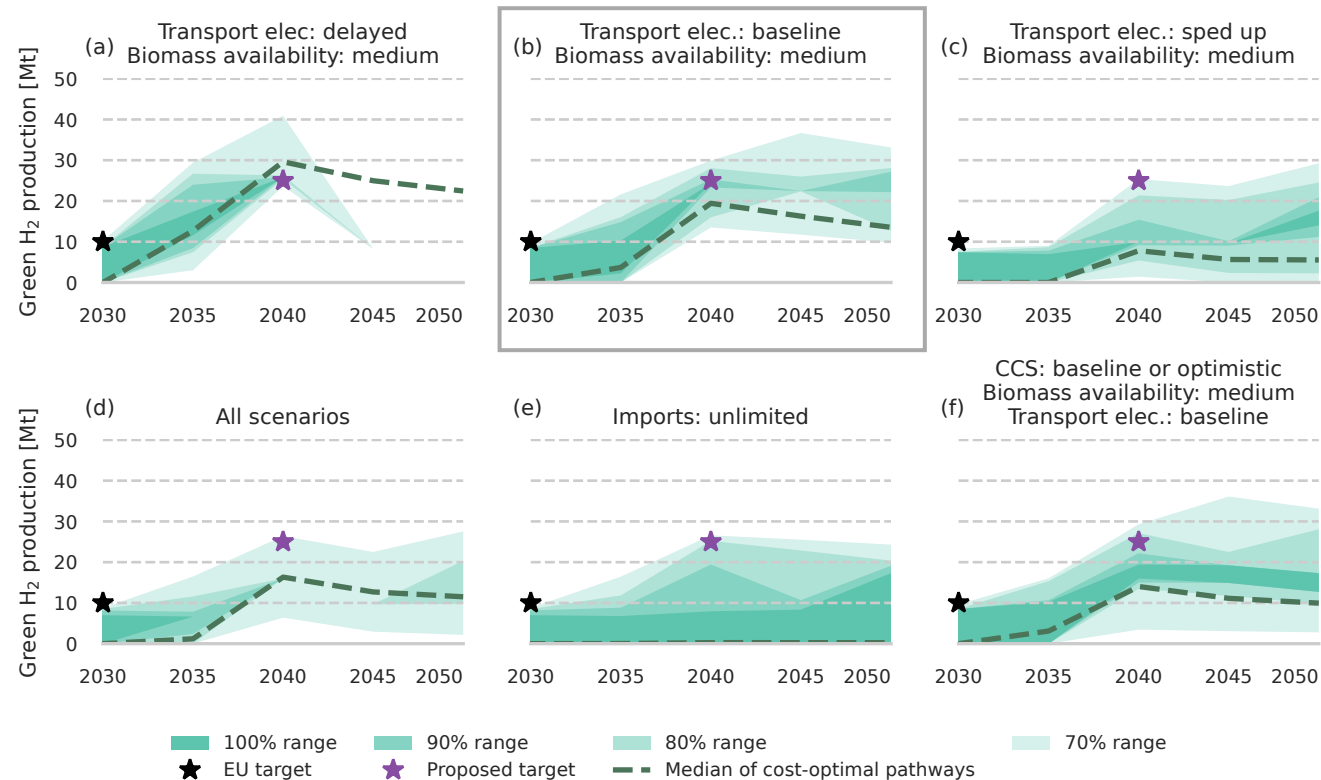 (a)
Transport elec: delayed
Biomass availability: medium
(b)
Transport elec.: baseline
Biomass availability: medium
(c)
Transport elec.: sped up
Biomass availability: medium
Green H₂ production [Mt]
50
40
30
20
10
0
2030 2035 2040 2045 2050
2030 2035 2040 2045 2050
2030 2035 2040 2045 2050
(d)
All scenarios
(e)
Imports: unlimited
(f)
CCS: baseline or optimistic
Biomass availability: medium
Transport elec.: baseline
Green H₂ production [Mt]
50
40
30
20
10
0
2030 2035 2040 2045 2050
2030 2035 2040 2045 2050
2030 2035 2040 2045 2050
100% range 90% range 80% range 70% range
EU target Proposed target Median of cost-optimal pathways